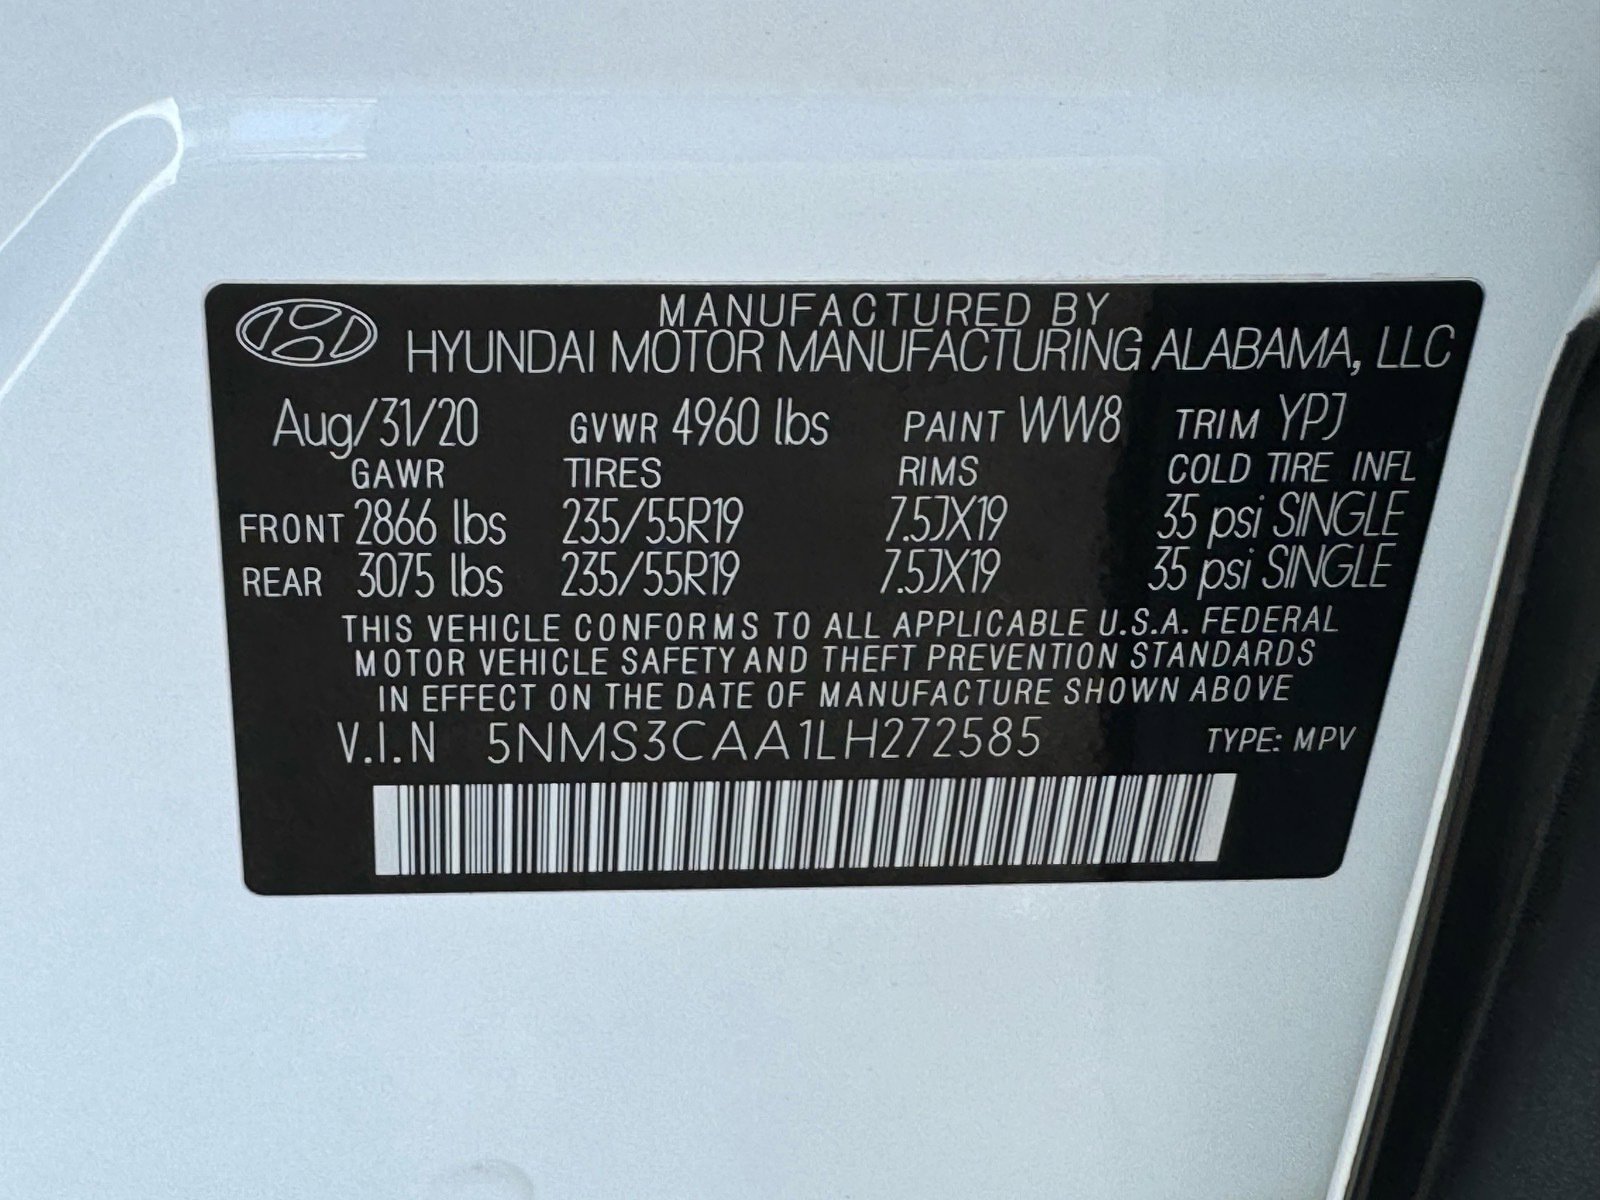 MANUFACTURED BY
HYUNDAI MOTOR MANUFACTURING ALABAMA, LLC
Aug/31/20 GVWR 4960 lbs PAINT WW8 TRIM YPJ
GAWR TIRES RIMS COLD TIRE INFL
FRONT 2866 lbs 235/55R19 7.5JX19 35 psi SINGLE
REAR 3075 lbs 235/55R19 7.5JX19 35 psi SINGLE
THIS VEHICLE CONFORMS TO ALL APPLICABLE U.S.A. FEDERAL
MOTOR VEHICLE SAFETY AND THEFT PREVENTION STANDARDS
IN EFFECT ON THE DATE OF MANUFACTURE SHOWN ABOVE
V.I.N 5NMS3CAA1LH272585 TYPE: MPV